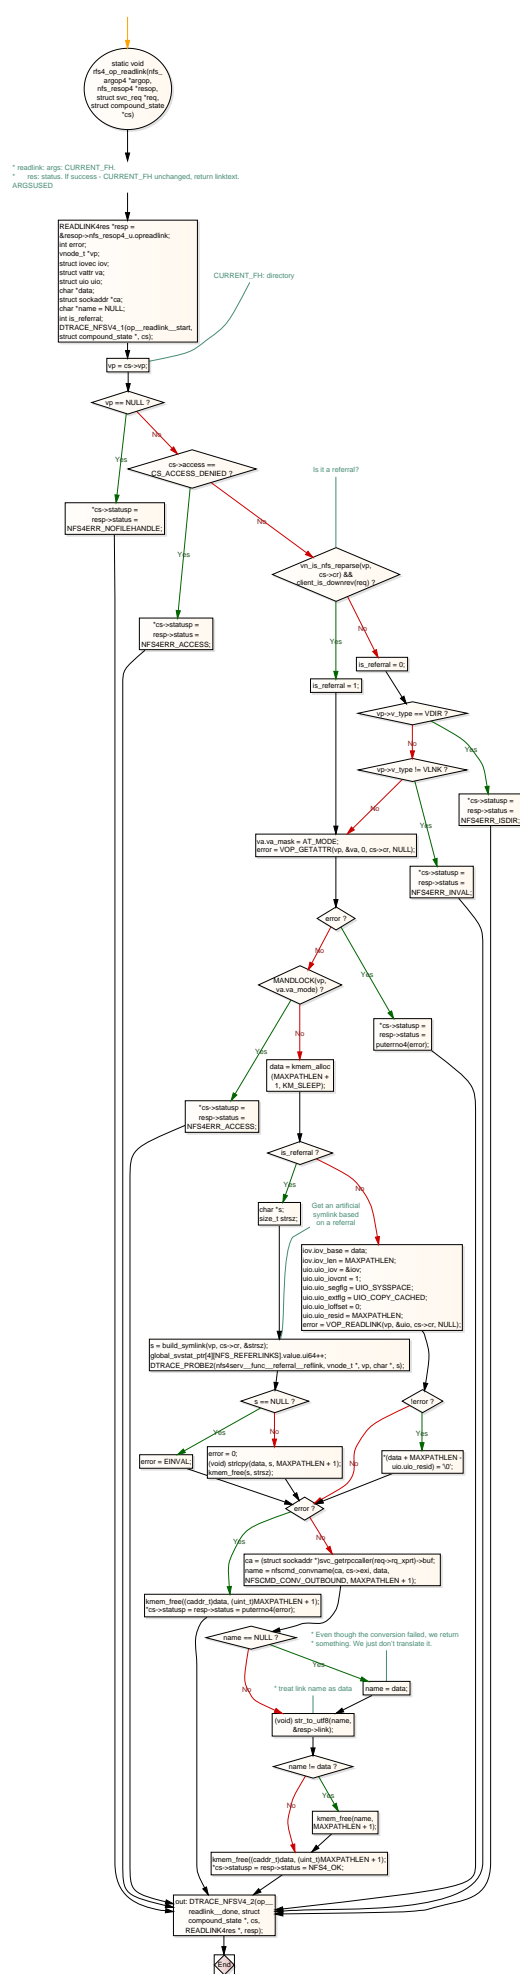 static void
rfs4_op_readlink(nfs_
argop4 *argop,
nfs_resop4 *resop,
struct svc_req *req,
struct compound_state
*cs)
* readlink: args: CURRENT_FH.
* res: status. If success - CURRENT_FH unchanged, return linktext.
ARGSUSED
READLINK4res *resp =
&resop->nfs_resop4_u.opreadlink;
int error;
vnode_t *vp;
struct iovec iov;
struct vattr va;
struct uio uio;
char *data;
struct sockaddr *ca;
char *name = NULL;
int is_referral;
DTRACE_NFSV4_1(op__readlink__start,
struct compound_state *, cs);
CURRENT_FH: directory
vp = cs->vp;
vp == NULL ?
No
Yes
cs->access ==
CS_ACCESS_DENIED ?
Is it a referral?
*cs->statusp =
resp->status =
NFS4ERR_NOFILEHANDLE;
No
Yes
vn_is_nfs_reparse(vp,
cs->cr) &&
client_is_downrev(req) ?
*cs->statusp =
resp->status =
NFS4ERR_ACCESS;
Yes
No
is_referral = 0;
is_referral = 1;
vp->v_type == VDIR ?
No
Yes
vp->v_type != VLNK ?
*cs->statusp =
resp->status =
NFS4ERR_ISDIR;
No
Yes
va.va_mask = AT_MODE;
error = VOP_GETATTR(vp, &va, 0, cs->cr, NULL);
*cs->statusp =
resp->status =
NFS4ERR_INVAL;
error ?
No
Yes
MANDLOCK(vp,
va.va_mode) ?
*cs->statusp =
resp->status =
puterrno4(error);
No
Yes
data = kmem_alloc
(MAXPATHLEN +
1, KM_SLEEP);
*cs->statusp =
resp->status =
NFS4ERR_ACCESS;
is_referral ?
Yes
No
char *s;
size_t strsz;
Get an artificial
symlink based
on a referral
iov.iov_base = data;
iov.iov_len = MAXPATHLEN;
uio.uio_iov = &iov;
uio.uio_iovcnt = 1;
uio.uio_segflg = UIO_SYSSPACE;
uio.uio_extflg = UIO_COPY_CACHED;
uio.uio_loffset = 0;
uio.uio_resid = MAXPATHLEN;
error = VOP_READLINK(vp, &uio, cs->cr, NULL);
s = build_symlink(vp, cs->cr, &strsz);
global_svstat_ptr[4][NFS_REFERLINKS].value.ui64++;
DTRACE_PROBE2(nfs4serv__func__referral__reflink, vnode_t *, vp, char *, s);
s == NULL ?
!error ?
Yes
No
Yes
No
error = EINVAL;
error = 0;
(void) strlcpy(data, s, MAXPATHLEN + 1);
kmem_free(s, strsz);
*(data + MAXPATHLEN -
uio.uio_resid) = '\0';
error ?
Yes
No
ca = (struct sockaddr *)svc_getrpccaller(req->rq_xprt)->buf;
name = nfscmd_convname(ca, cs->exi, data,
NFSCMD_CONV_OUTBOUND, MAXPATHLEN + 1);
kmem_free((caddr_t)data, (uint_t)MAXPATHLEN + 1);
*cs->statusp = resp->status = puterrno4(error);
name == NULL ?
* Even though the conversion failed, we return
* something. We just don't translate it.
Yes
No
* treat link name as data
name = data;
(void) str_to_utf8(name,
&resp->link);
name != data ?
Yes
No
kmem_free(name,
MAXPATHLEN + 1);
kmem_free((caddr_t)data, (uint_t)MAXPATHLEN + 1);
*cs->statusp = resp->status = NFS4_OK;
out: DTRACE_NFSV4_2(op__
readlink__done, struct
compound_state *, cs,
READLINK4res *, resp);
End